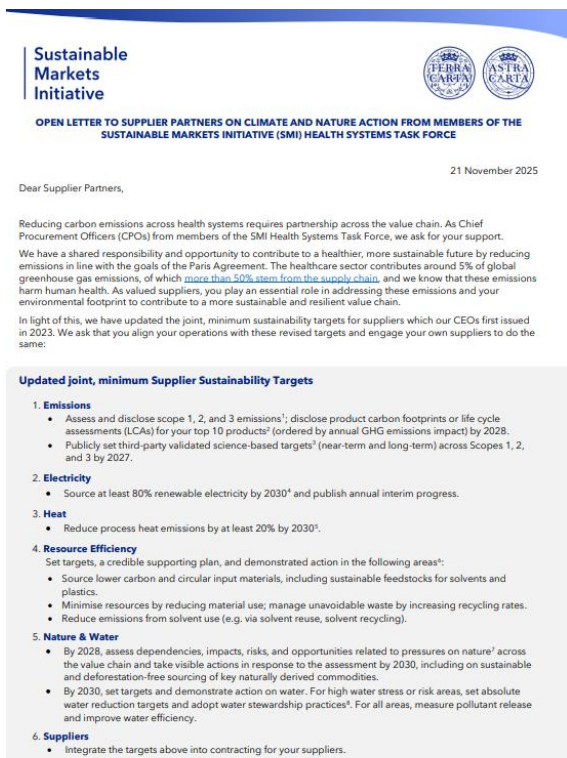 Sustainable
Markets
Initiative
TERRA
CARTA
ASTRA
CARTA
OPEN LETTER TO SUPPLIER PARTNERS ON CLIMATE AND NATURE ACTION FROM MEMBERS OF THE
SUSTAINABLE MARKETS INITIATIVE (SMI) HEALTH SYSTEMS TASK FORCE
21 November 2025
Dear Supplier Partners,
Reducing carbon emissions across health systems requires partnership across the value chain. As Chief
Procurement Officers (CPOs) from members of the SMI Health Systems Task Force, we ask for your support.
We have a shared responsibility and opportunity to contribute to a healthier, more sustainable future by reducing
emissions in line with the goals of the Paris Agreement. The healthcare sector contributes around 5% of global
greenhouse gas emissions, of which more than 50% stem from the supply chain, and we know that these emissions
harm human health. As valued suppliers, you play an essential role in addressing these emissions and your
environmental footprint to contribute to a more sustainable and resilient value chain.
In light of this, we have updated the joint, minimum sustainability targets for suppliers which our CEOs first issued
in 2023. We ask that you align your operations with these revised targets and engage your own suppliers to do the
same:
Updated joint, minimum Supplier Sustainability Targets
1. Emissions
• Assess and disclose scope 1, 2, and 3 emissions¹; disclose product carbon footprints or life cycle
assessments (LCAs) for your top 10 products² (ordered by annual GHG emissions impact) by 2028.
• Publicly set third-party validated science-based targets³ (near-term and long-term) across Scopes 1, 2,
and 3 by 2027.
2. Electricity
• Source at least 80% renewable electricity by 2030⁴ and publish annual interim progress.
3. Heat
• Reduce process heat emissions by at least 20% by 2030⁵.
4. Resource Efficiency
Set targets, a credible supporting plan, and demonstrated action in the following areas⁶:
• Source lower carbon and circular input materials, including sustainable feedstocks for solvents and
plastics.
• Minimise resources by reducing material use; manage unavoidable waste by increasing recycling rates.
• Reduce emissions from solvent use (e.g. via solvent reuse, solvent recycling).
5. Nature & Water
• By 2028, assess dependencies, impacts, risks, and opportunities related to pressures on nature⁷ across
the value chain and take visible actions in response to the assessment by 2030, including on sustainable
and deforestation-free sourcing of key naturally derived commodities.
• By 2030, set targets and demonstrate action on water. For high water stress or risk areas, set absolute
water reduction targets and adopt water stewardship practices⁸. For all areas, measure pollutant release
and improve water efficiency.
6. Suppliers
• Integrate the targets above into contracting for your suppliers.